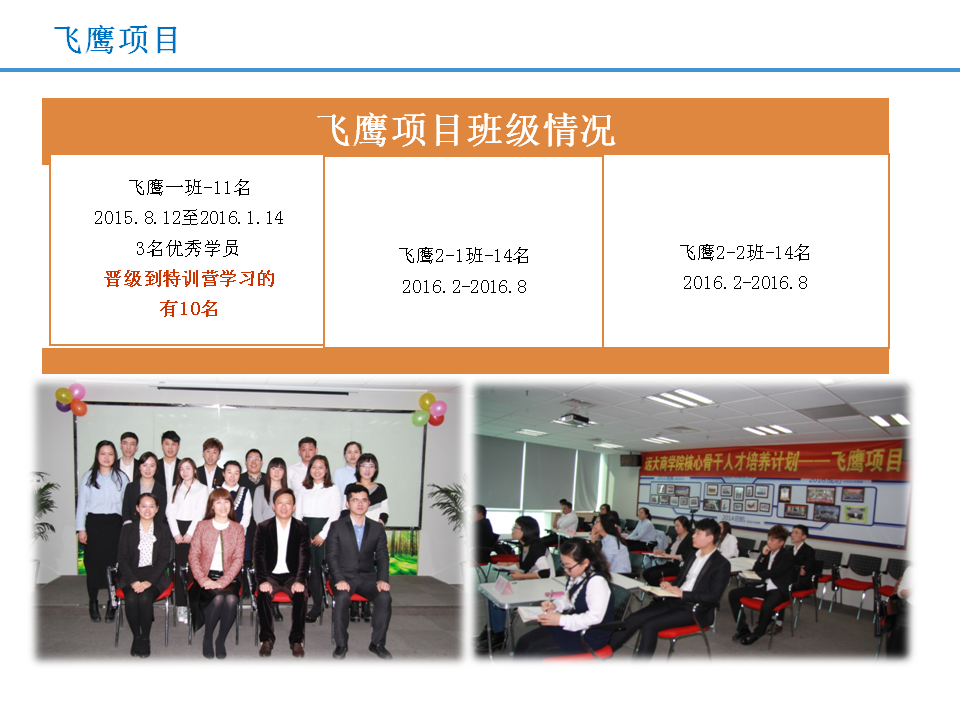 飞鹰项目
飞鹰项目班级情况
飞鹰一班-11名
2015.8.12至2016.1.14
3名优秀学员
晋级到特训营学习的
有10名
飞鹰2-1班-14名
2016.2-2016.8
飞鹰2-2班-14名
2016.2-2016.8
远大商学院核心骨干人才培养计划——飞鹰项目